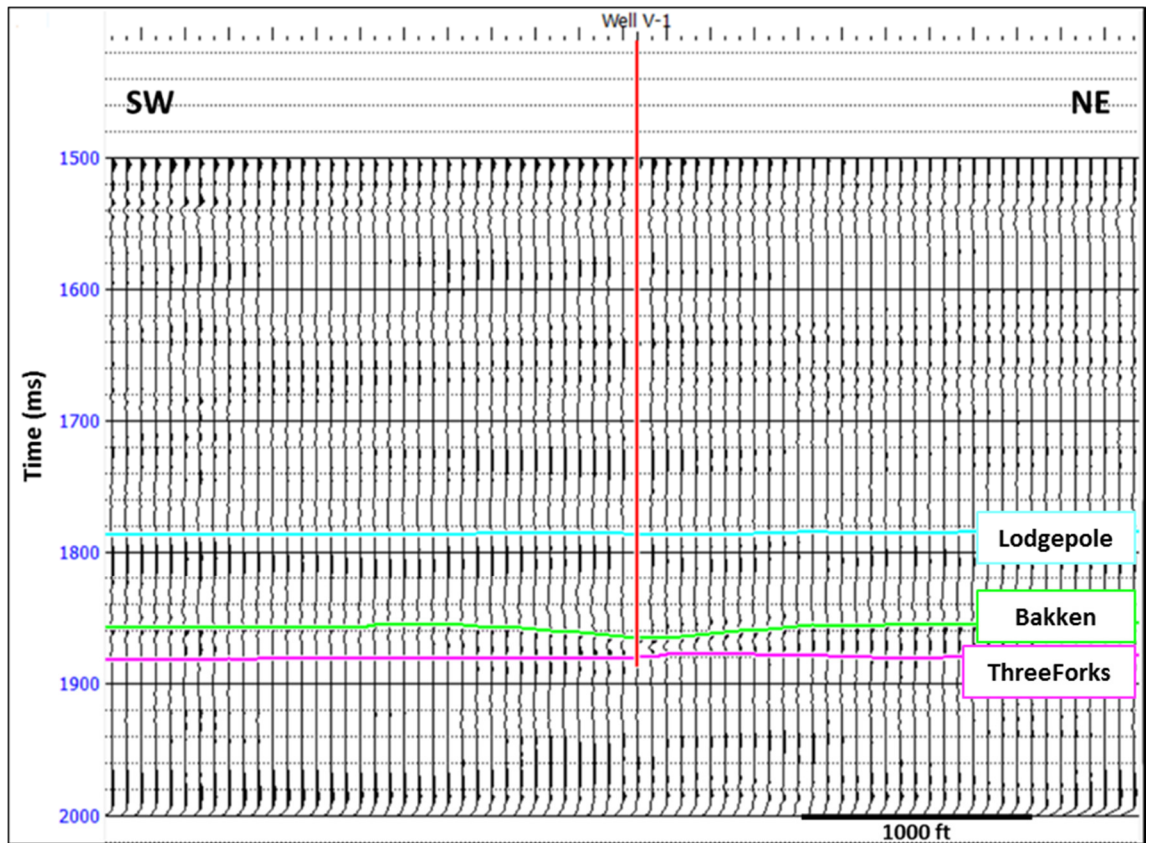 Well V-1
SW
NE
1500
1600
1700
1800
1900
2000
Time (ms)
Lodgepole
Bakken
ThreeForks
1000 ft